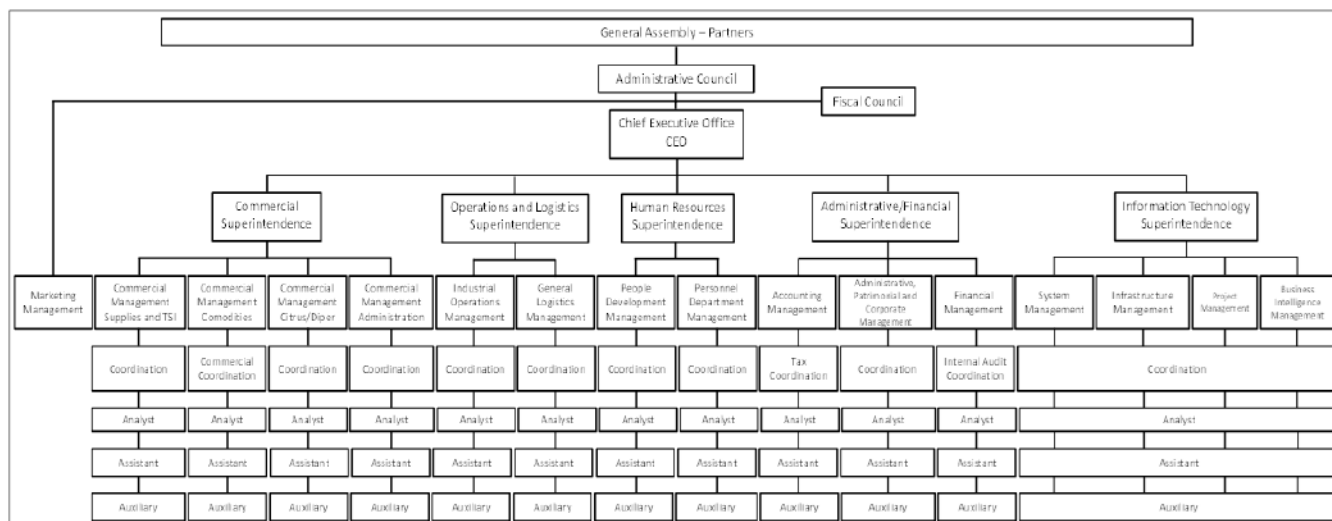 General Assembly – Partners
Administrative Council
Fiscal Council
Chief Executive Office
CEO
Commercial
Superintendence
Operations and Logistics
Superintendence
Human Resources
Superintendence
Administrative/Financial
Superintendence
Information Technology
Superintendence
Marketing
Management
Commercial
Management
Supplies and TSI
Commercial
Management
Comodities
Commercial
Management
Citrus/Diper
Commercial
Management
Administration
Industrial
Operations
Management
General
Logistics
Management
People
Development
Management
Personnel
Department
Management
Accounting
Management
Administrative,
Patrimonial and
Corporate
Management
Financial
Management
System
Management
Infrastructure
Management
Project
Management
Business
Intelligence
Management
Coordination
Commercial
Coordination
Coordination
Coordination
Coordination
Coordination
Coordination
Coordination
Tax
Coordination
Coordination
Internal Audit
Coordination
Coordination
Analyst
Analyst
Analyst
Analyst
Analyst
Analyst
Analyst
Analyst
Analyst
Analyst
Analyst
Analyst
Assistant
Assistant
Assistant
Assistant
Assistant
Assistant
Assistant
Assistant
Assistant
Assistant
Assistant
Assistant
Auxiliary
Auxiliary
Auxiliary
Auxiliary
Auxiliary
Auxiliary
Auxiliary
Auxiliary
Auxiliary
Auxiliary
Auxiliary
Auxiliary